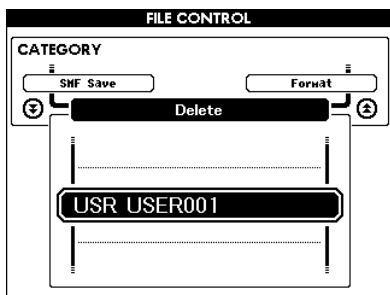 FILE CONTROL
CATEGORY
SMF Save
Format
Delete
USR USER001